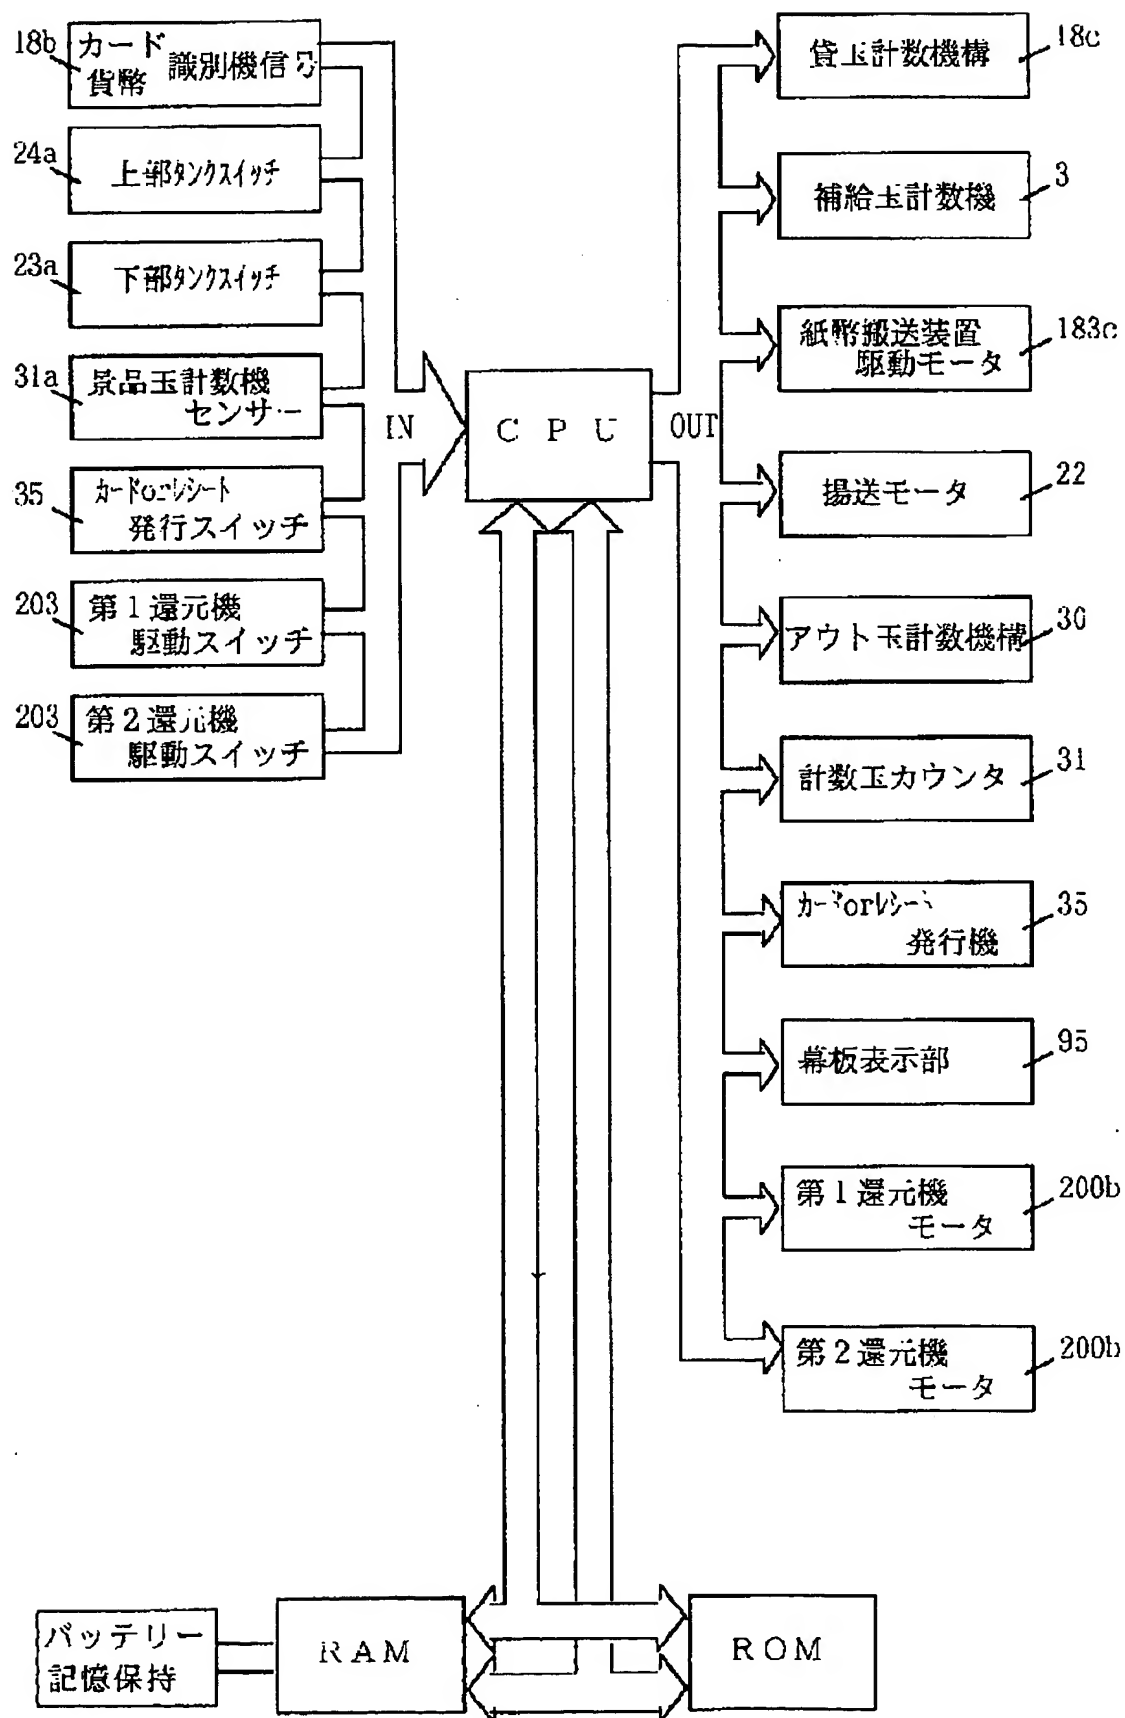 18b
カード
貨幣
識別機信号
24a
上部タンクスイッチ
23a
下部タンクスイッチ
31a
景品玉計数機
センサー
35
カードorレシート
発行スイッチ
203
第1還元機
駆動スイッチ
203
第2還元機
駆動スイッチ
IN
CPU
OUT
貸玉計数機構
18c
補給玉計数機
3
紙幣搬送装置
駆動モータ
183c
揚送モータ
22
アウト玉計数機構
30
計数玉カウンタ
31
カードorレシート
発行機
35
幕板表示部
95
第1還元機
モータ
200b
第2還元機
モータ
200b
バッテリー
記憶保持
RAM
ROM